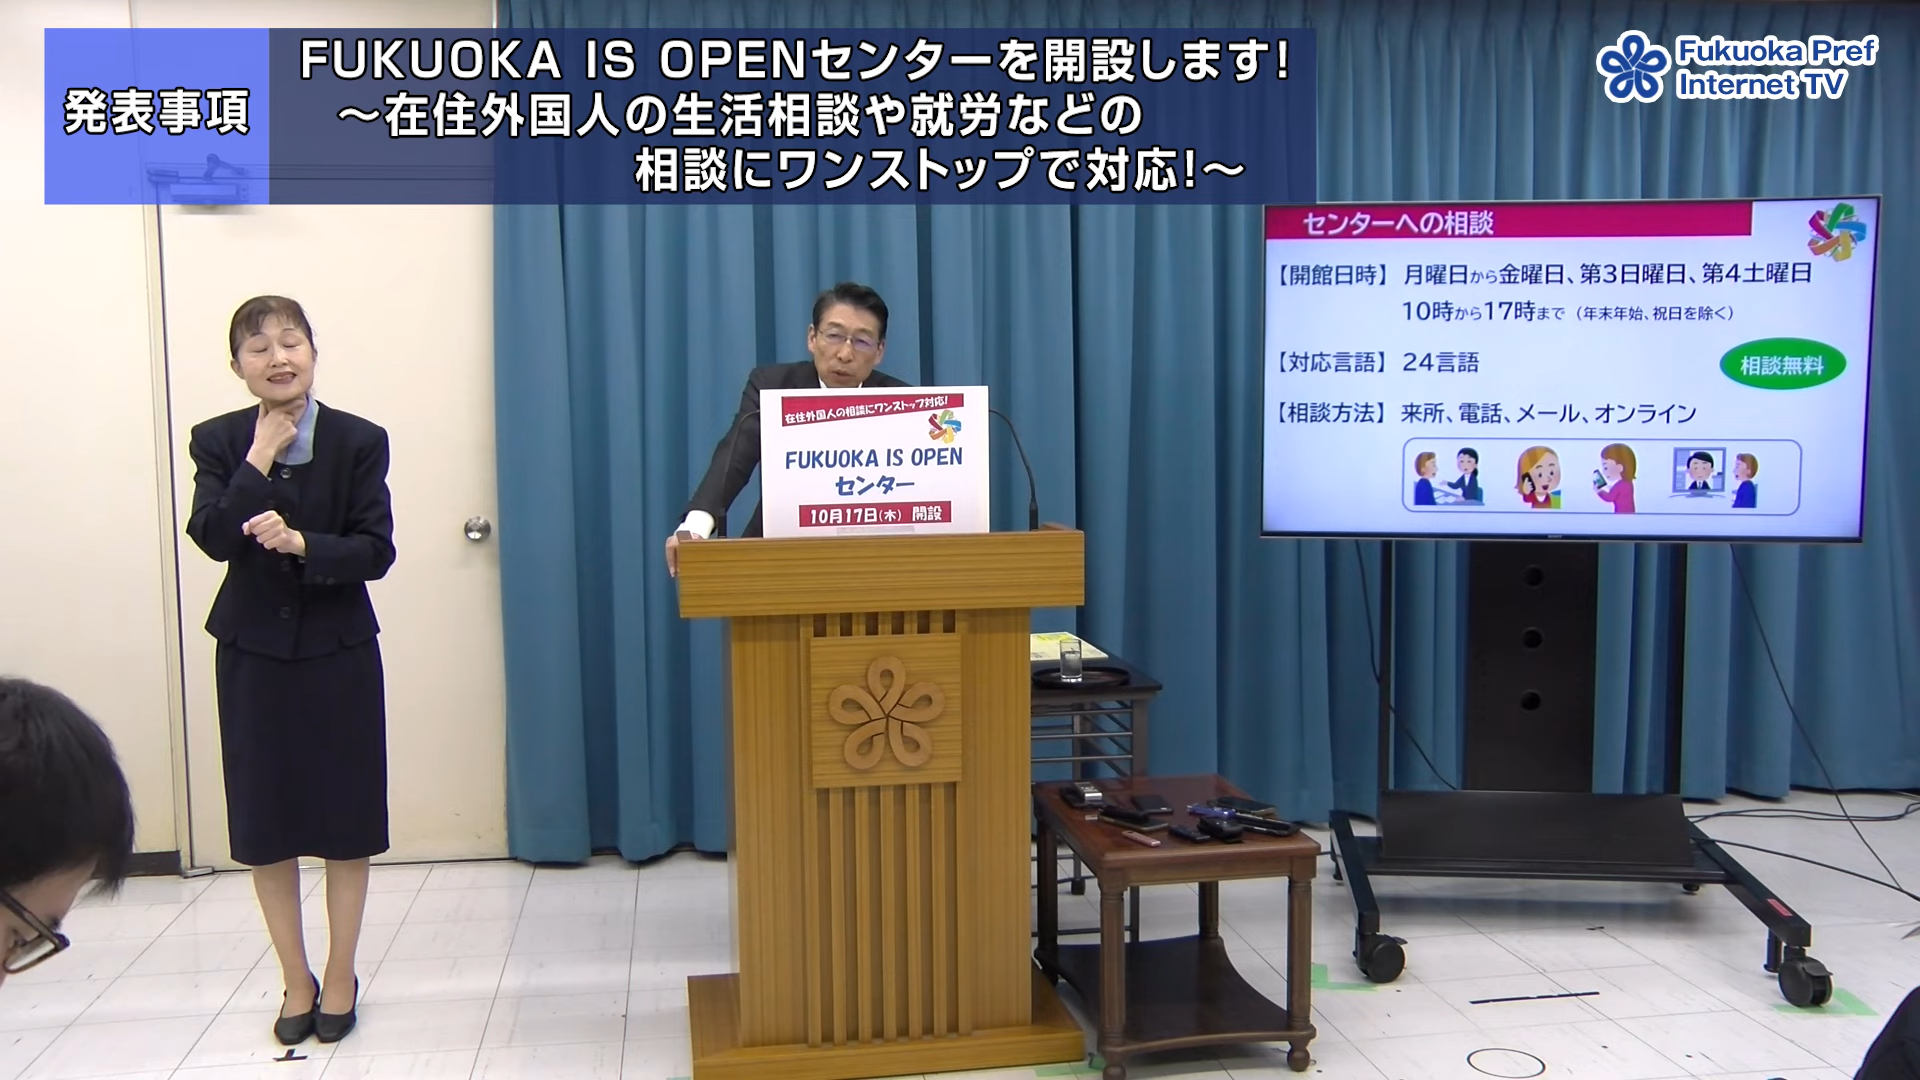 発表事項
FUKUOKA IS OPENセンターを開設します!
～在住外国人の生活相談や就労などの
相談にワンストップで対応!～
Fukuoka Pref
Internet TV
センターへの相談
【開館日時】 月曜日から金曜日、第3日曜日、第4土曜日
10時から17時まで (年末年始、祝日を除く)
【対応言語】 24言語
相談無料
【相談方法】 来所、電話、メール、オンライン
在住外国人の相談にワンストップ対応!
FUKUOKA IS OPEN
センター
10月17日(木) 開設
SONY